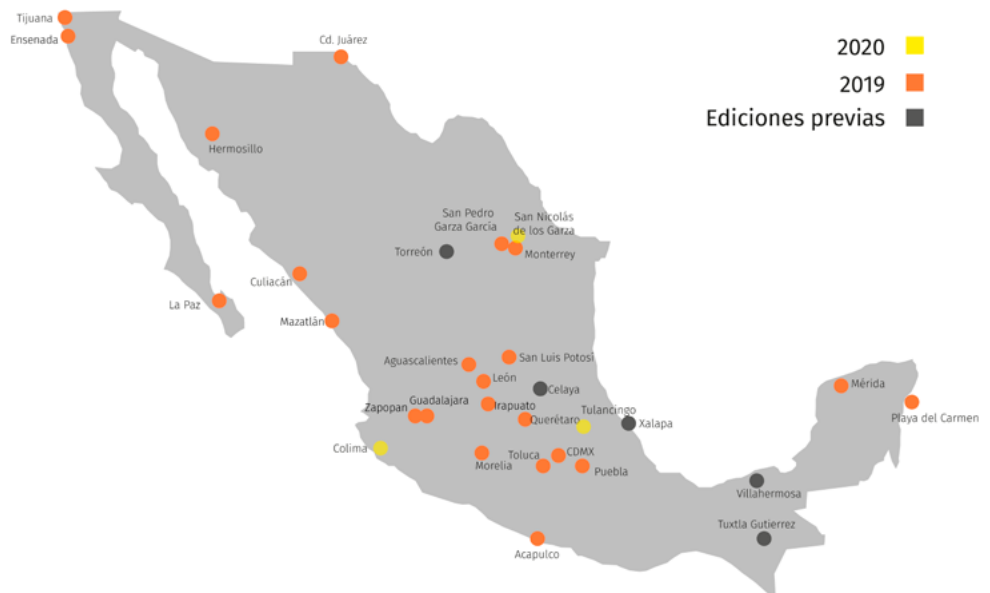 Tijuana
Ensenada
Cd. Juárez
2020
2019
Ediciones previas
Hermosillo
San Pedro
Garza García
San Nicolás
de los Garza
Torreón
Monterrey
Culiacán
La Paz
Mazatlán
Aguascalientes
San Luis Potosí
León
Celaya
Mérida
Zapopan
Guadalajara
Irapuato
Querétaro
Tulancingo
Xalapa
Playa del Carmen
Colima
Morelia
Toluca
CDMX
Puebla
Villahermosa
Tuxtla Gutierrez
Acapulco